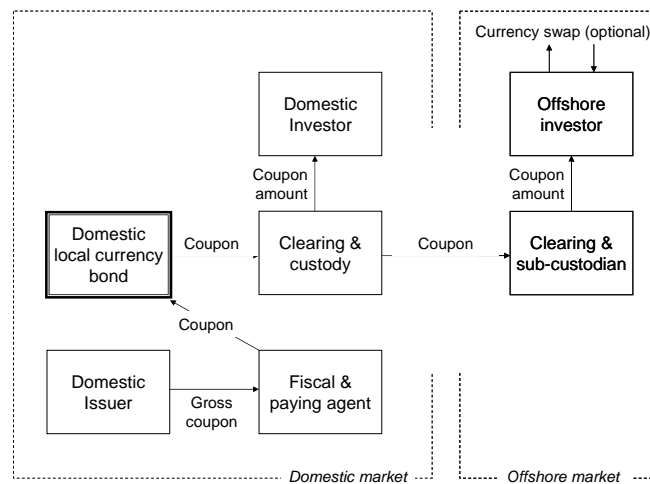 Currency swap (optional)
Domestic
Investor
Offshore
investor
Coupon
amount
Coupon
amount
Domestic
local currency
bond
Coupon
Clearing &
custody
Coupon
Clearing &
sub-custodian
Coupon
Domestic
Issuer
Gross
coupon
Fiscal &
paying agent
Domestic market
Offshore market